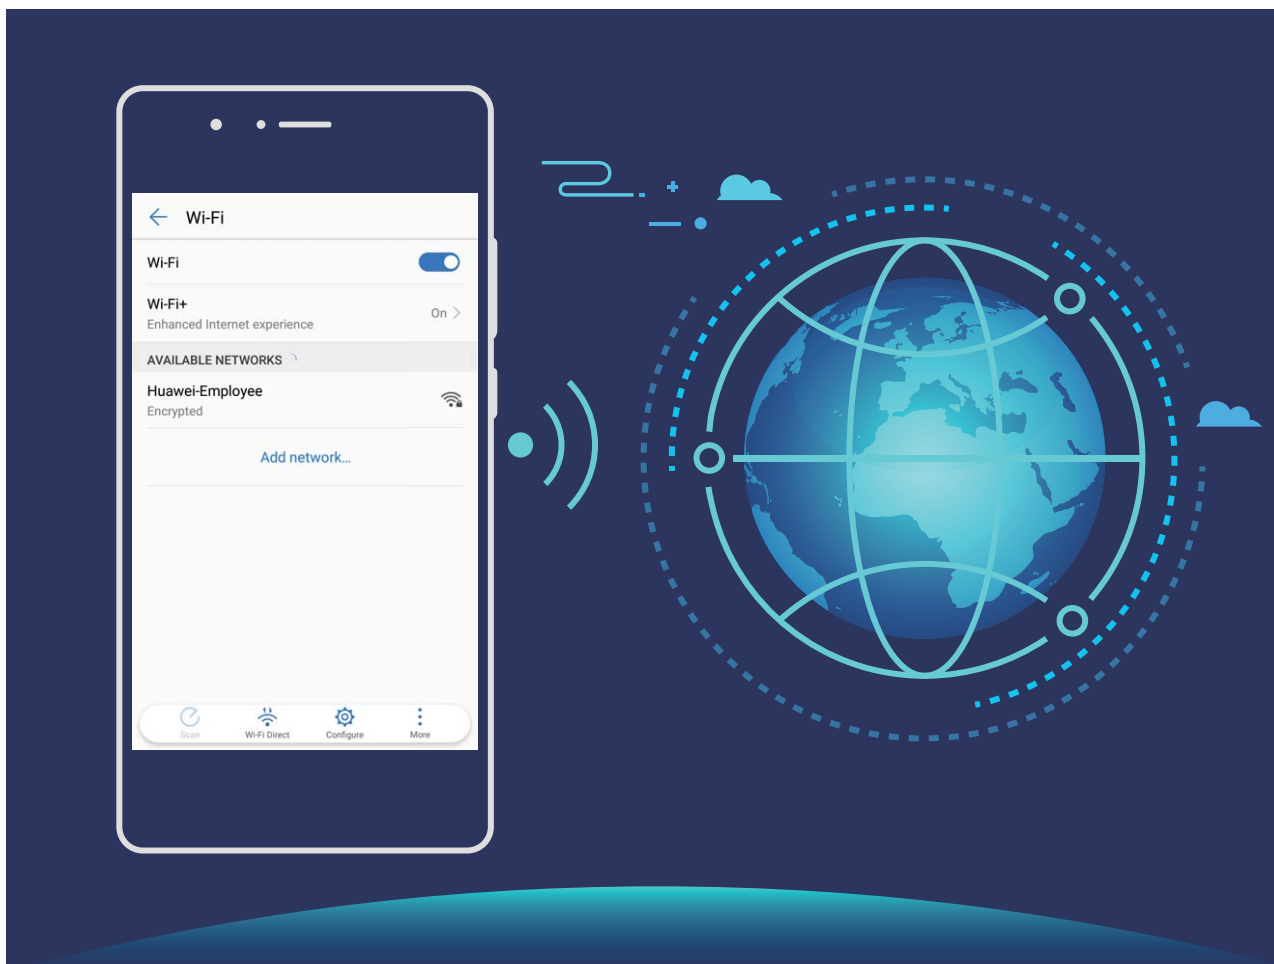 Wi-Fi
Wi-Fi
Wi-Fi+
On
Enhanced Internet experience
AVAILABLE NETWORKS
Huawei-Employee
Encrypted
Add network...
Scan
Wi-Fi Direct
Configure
More